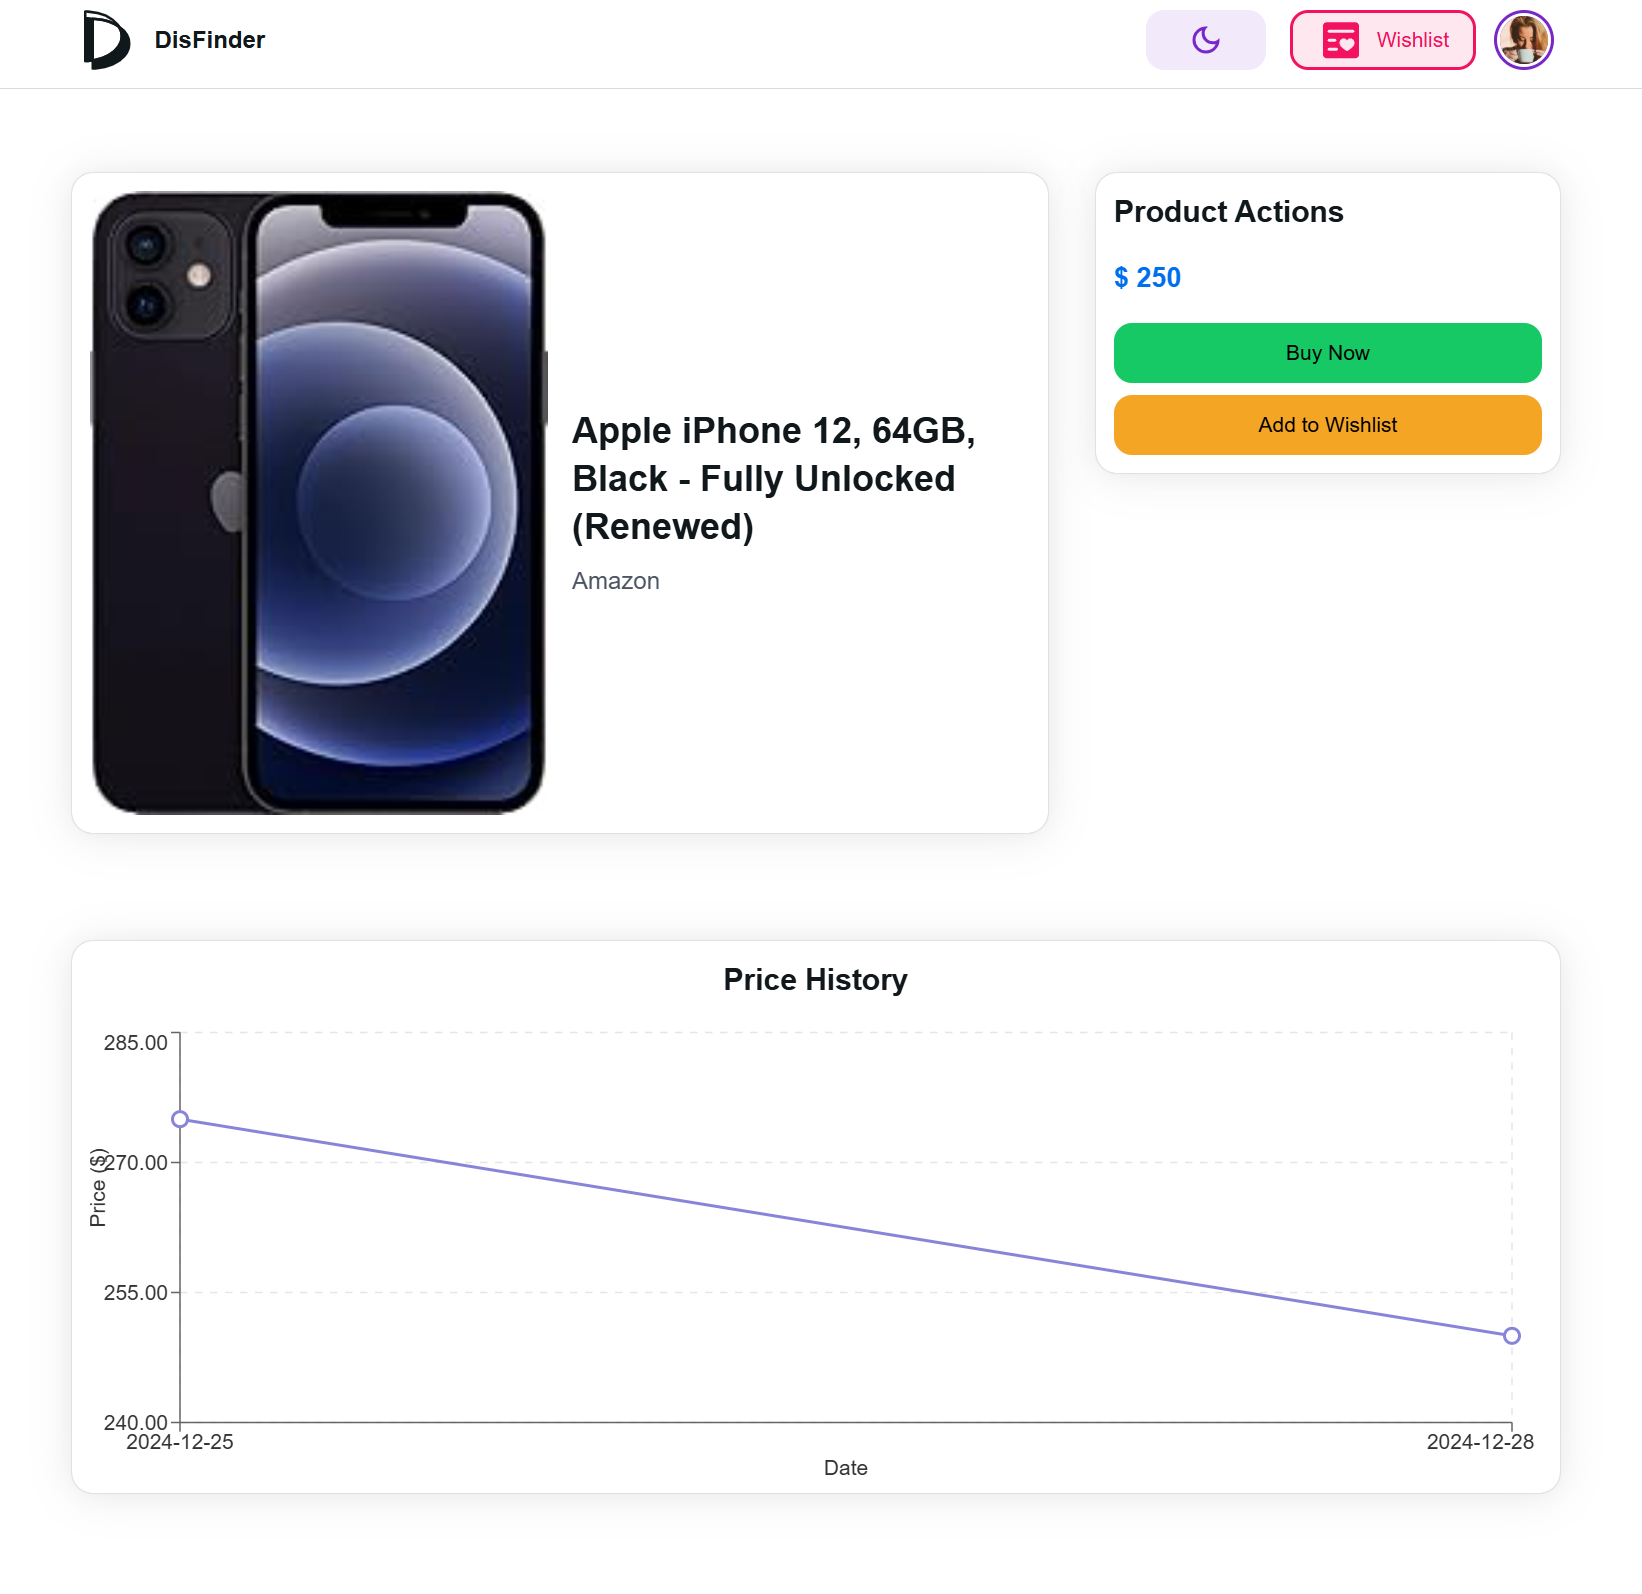 DisFinder
Wishlist
Apple iPhone 12, 64GB,
Black - Fully Unlocked
(Renewed)
Amazon
Product Actions
$ 250
Buy Now
Add to Wishlist
Price History
285.00
270.00
255.00
240.00
Price ($)
2024-12-25
2024-12-28
Date